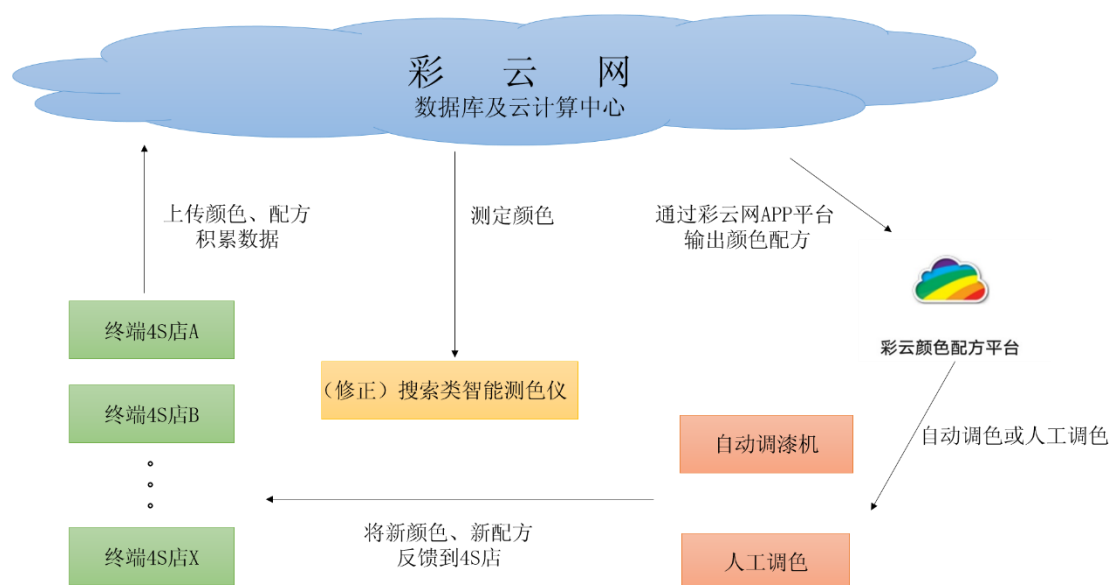 彩 云 网
数据库及云计算中心
上传颜色、配方
积累数据
测定颜色
通过彩云网APP平台
输出颜色配方
终端4S店A
彩云颜色配方平台
（修正）搜索类智能测色仪
终端4S店B
自动调漆机
自动调色或人工调色
将新颜色、新配方
反馈到4S店
终端4S店X
人工调色